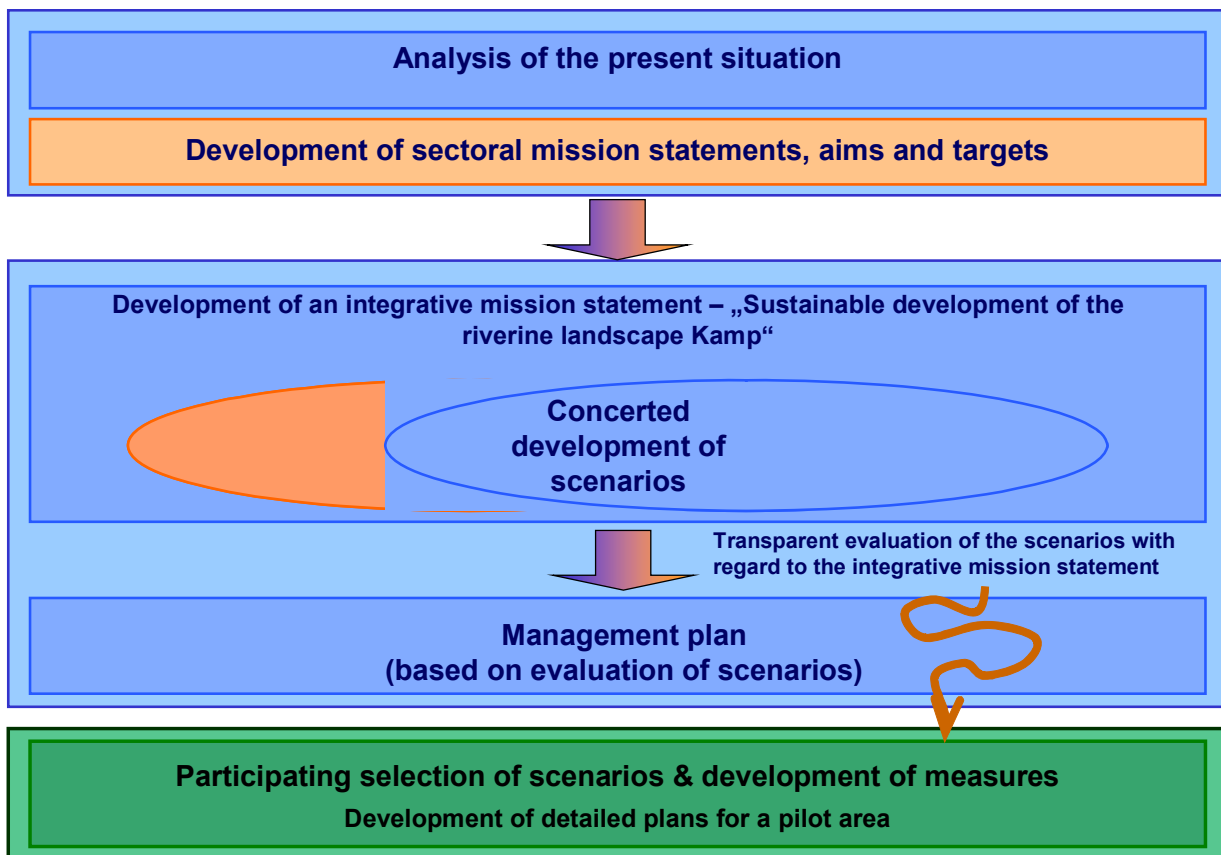 Analysis of the present situation
Development of sectoral mission statements, aims and targets
Development of an integrative mission statement – „Sustainable development of the
riverine landscape Kamp“
Concerted
development of
scenarios
Transparent evaluation of the scenarios with
regard to the integrative mission statement
Management plan
(based on evaluation of scenarios)
Participating selection of scenarios & development of measures
Development of detailed plans for a pilot area